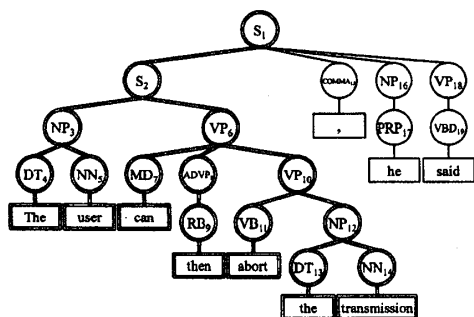 S1
S2 COMMA15 NP16 VP18
, PRP17 VBD19
NP3 VP6 he said
DT4 NN5 MD7 ADVP8 VP10
The user can RB9 VB11 NP12
then abort DT13 NN14
the transmission